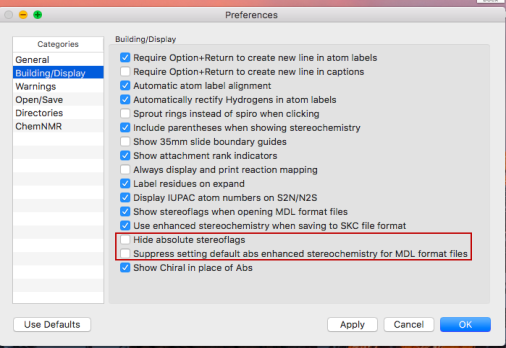 Preferences
Categories
General
Building/Display
Warnings
Open/Save
Directories
ChemNMR
Building/Display
Require Option+Return to create new line in atom labels
Require Option+Return to create new line in captions
Automatic atom label alignment
Automatically rectify Hydrogens in atom labels
Sprout rings instead of spiro when clicking
Include parentheses when showing stereochemistry
Show 35mm slide boundary guides
Show attachment rank indicators
Always display and print reaction mapping
Label residues on expand
Display IUPAC atom numbers on S2N/N2S
Show stereoflags when opening MDL format files
Use enhanced stereochemistry when saving to SKC file format
Hide absolute stereoflags
Suppress setting default abs enhanced stereochemistry for MDL format files
Show Chiral in place of Abs
Use Defaults
Apply
Cancel
OK